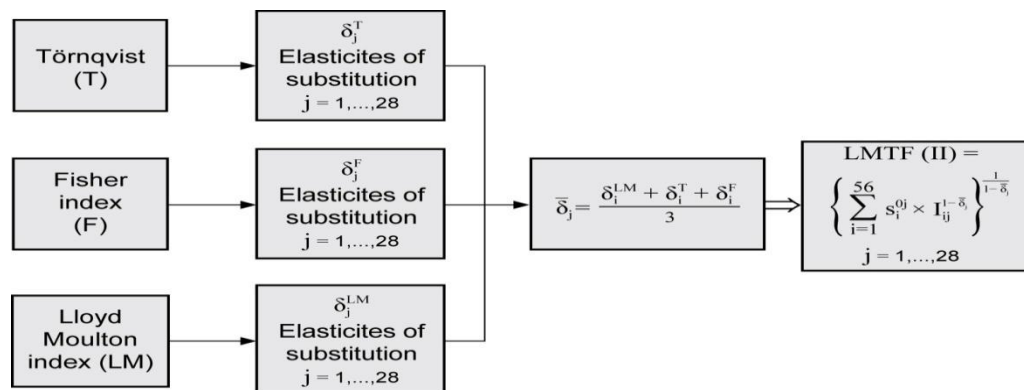 Törnqvist
(T)
δ_j^T
Elasticites of
substitution
j = 1,...,28
Fisher
index
(F)
δ_j^F
Elasticites of
substitution
j = 1,...,28
Lloyd
Moulton
index (LM)
δ_j^{LM}
Elasticites of
substitution
j = 1,...,28
δ̄_j = (δ_i^{LM} + δ_i^T + δ_i^F) / 3
LMTF (II) =
{ ∑_{i=1}^{56} s_i^{0j} × I_{ij}^{1-δ̄_j} }^{1/(1-δ̄_j)}
j = 1,...,28